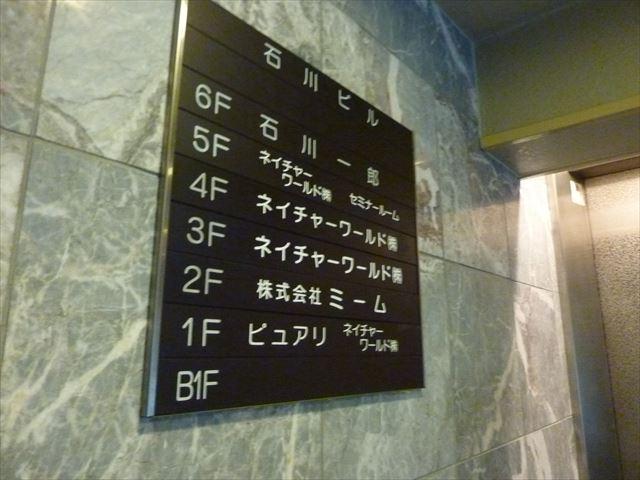 石川ビル
6F 石川一郎
5F ネイチャーワールド㈱ セミナールーム
4F ネイチャーワールド㈱
3F ネイチャーワールド㈱
2F 株式会社 ミーム
1F ピュアリ ネイチャーワールド㈱
B1F